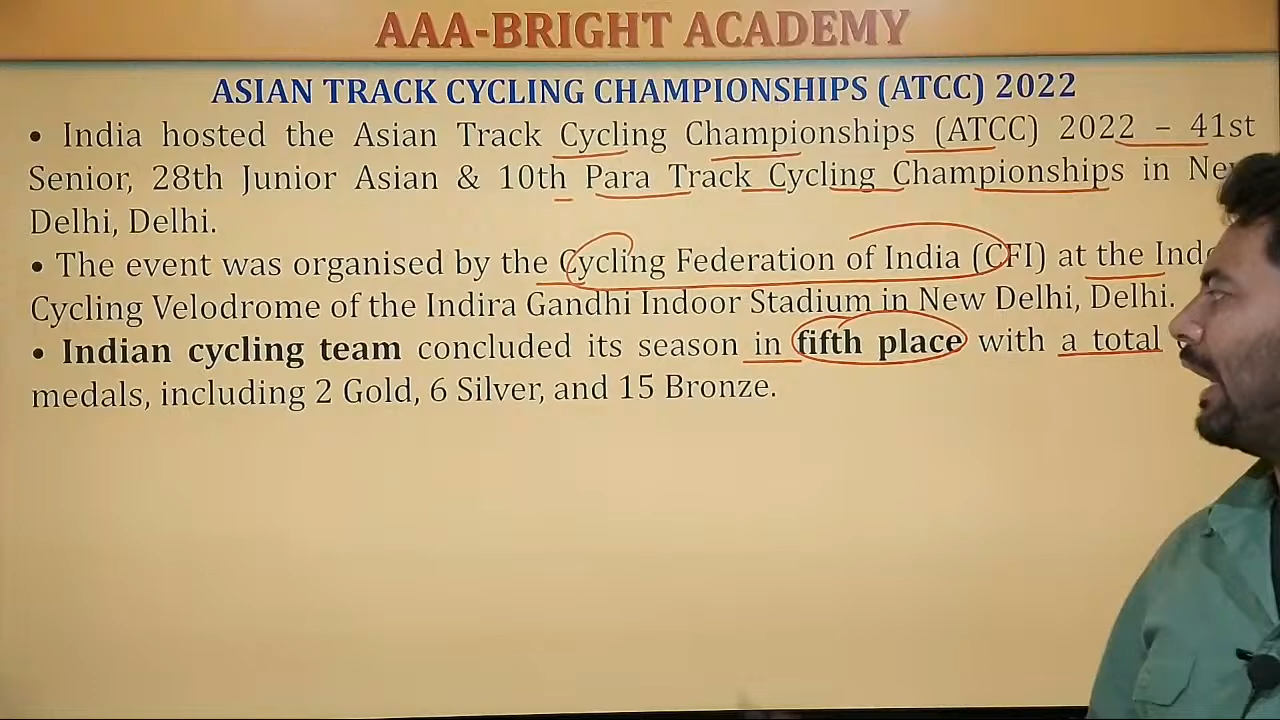 AAA-BRIGHT ACADEMY
ASIAN TRACK CYCLING CHAMPIONSHIPS (ATCC) 2022
• India hosted the Asian Track Cycling Championships (ATCC) 2022 – 41st
Senior, 28th Junior Asian & 10th Para Track Cycling Championships in
Delhi, Delhi.
• The event was organised by the Cycling Federation of India (CFI) at the
Cycling Velodrome of the Indira Gandhi Indoor Stadium in New Delhi, Delhi.
• Indian cycling team concluded its season in fifth place with a total
medals, including 2 Gold, 6 Silver, and 15 Bronze.